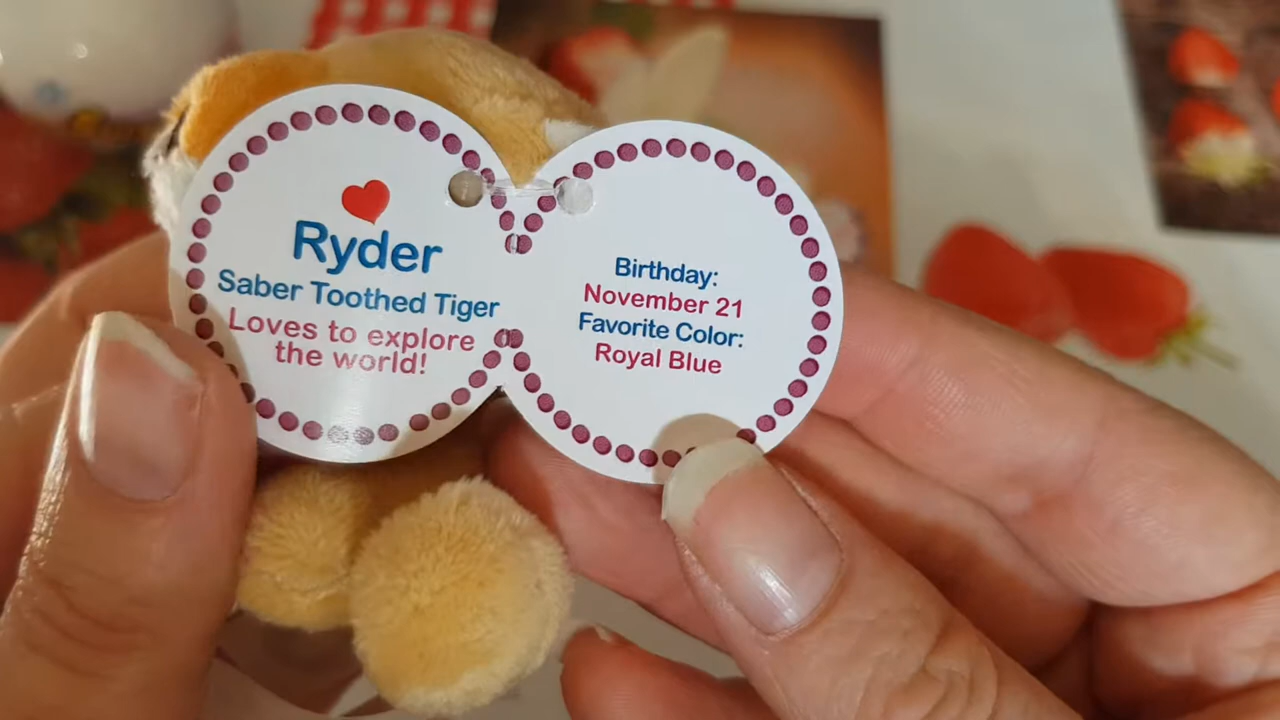 Ryder
Saber Toothed Tiger
Loves to explore
the world!
Birthday:
November 21
Favorite Color:
Royal Blue